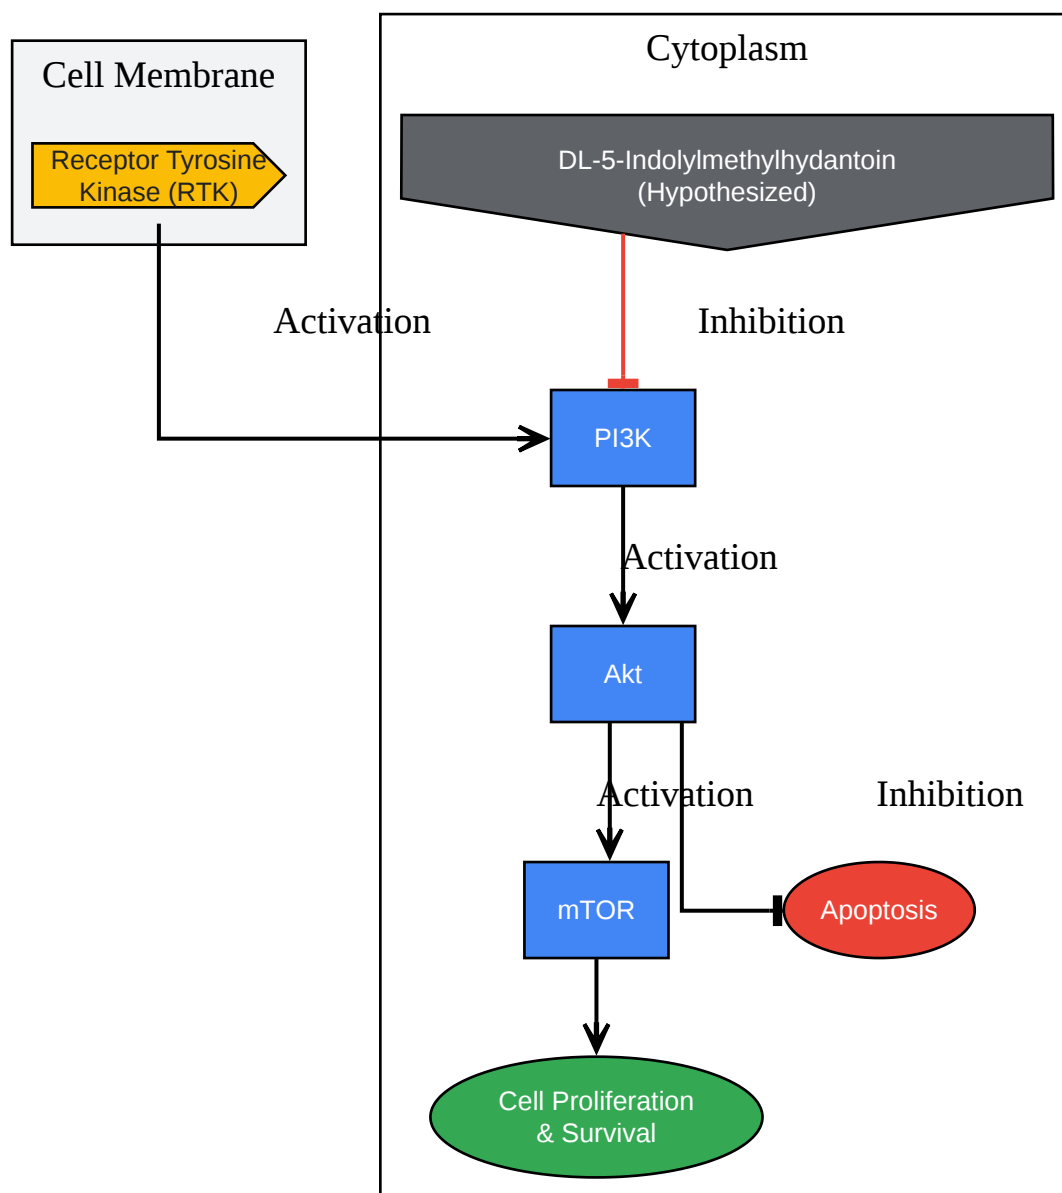 Cytoplasm
Cell Membrane
Receptor Tyrosine
Kinase (RTK)
DL-5-Indolylmethylhydantoin
(Hypothesized)
Activation
Inhibition
PI3K
Activation
Akt
Activation
Inhibition
mTOR
Apoptosis
Cell Proliferation
& Survival